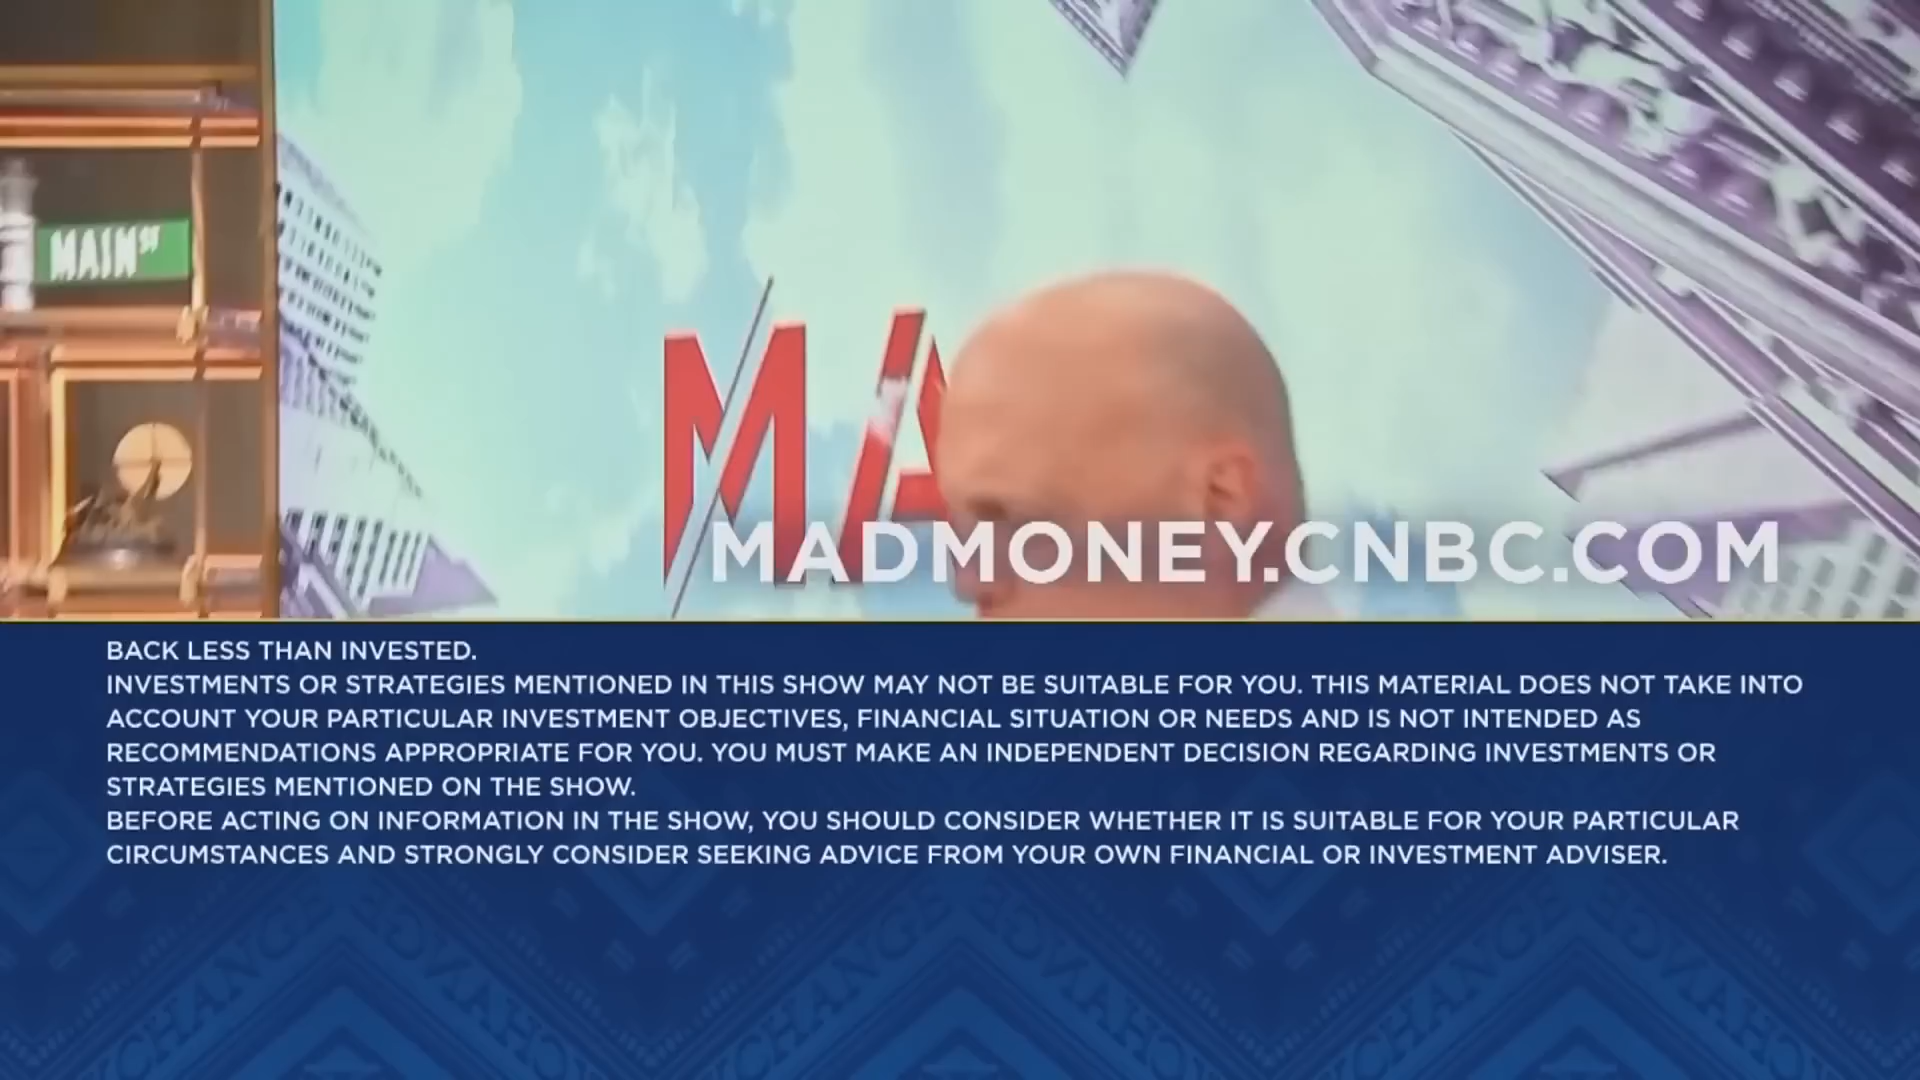 MAIN ST
MA
MADMONEY.CNBC.COM
BACK LESS THAN INVESTED.
INVESTMENTS OR STRATEGIES MENTIONED IN THIS SHOW MAY NOT BE SUITABLE FOR YOU. THIS MATERIAL DOES NOT TAKE INTO
ACCOUNT YOUR PARTICULAR INVESTMENT OBJECTIVES, FINANCIAL SITUATION OR NEEDS AND IS NOT INTENDED AS
RECOMMENDATIONS APPROPRIATE FOR YOU. YOU MUST MAKE AN INDEPENDENT DECISION REGARDING INVESTMENTS OR
STRATEGIES MENTIONED ON THE SHOW.
BEFORE ACTING ON INFORMATION IN THE SHOW, YOU SHOULD CONSIDER WHETHER IT IS SUITABLE FOR YOUR PARTICULAR
CIRCUMSTANCES AND STRONGLY CONSIDER SEEKING ADVICE FROM YOUR OWN FINANCIAL OR INVESTMENT ADVISER.